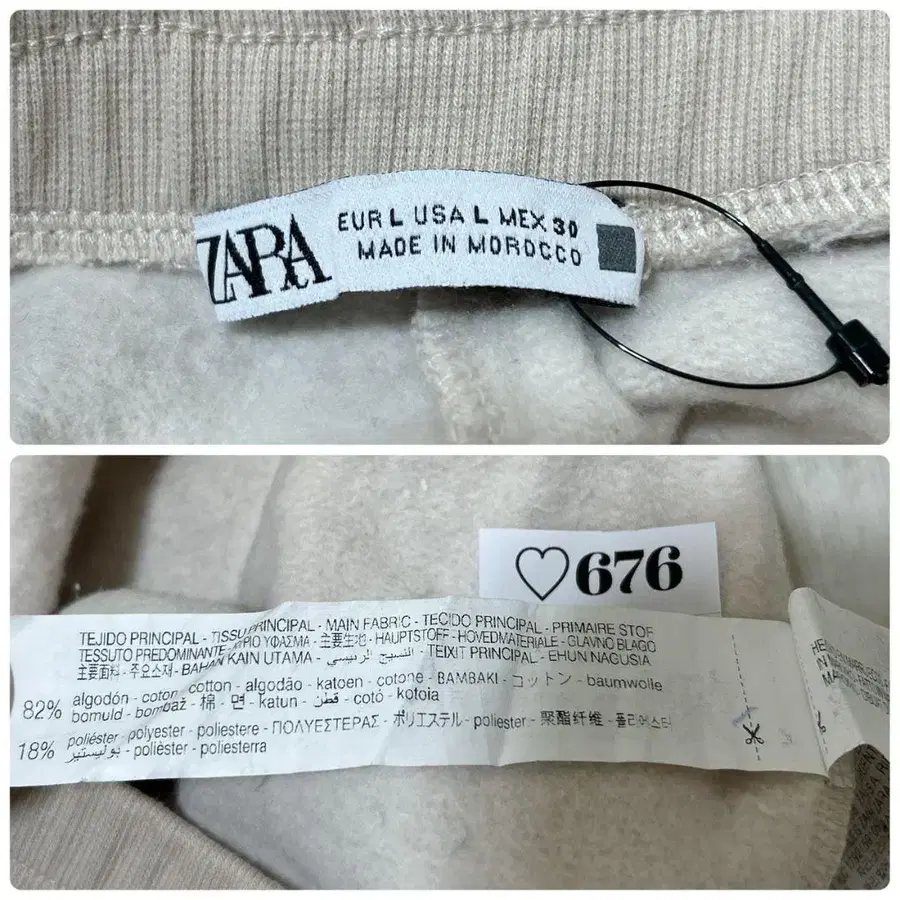 ZARA
EUR L USA L MEX 30
MADE IN MOROCCO
♡676
TEJIDO PRINCIPAL - TISSU PRINCIPAL - MAIN FABRIC - TECIDO PRINCIPAL - PRIMAIRE STOF
TESSUTO PREDOMINANTE - ΚΥΡΙΟ ΥΦΑΣΜΑ - 主要生地 - HAUPTSTOFF - HOVEDMATERIALE - GLAVNO BLAGO
主要面料 - 주요소재 - BAHAN KAIN UTAMA - النسيج الرئيسي - TEIXIT PRINCIPAL - EHUN NAGUSIA
82% algodón - coton - cotton - algodão - katoen - cotone - BAMBAKI - コットン - baumwolle
bomuld - bombaž - 棉 - 면 - katun - قطن - cotó - kotoia
18% poliéster - polyester - poliestere - ΠΟΛΥΕΣΤΕΡΑΣ - ポリエステル - poliester - 聚酯纤维 - 폴리에스터
بوليستير - polièster - poliesterra